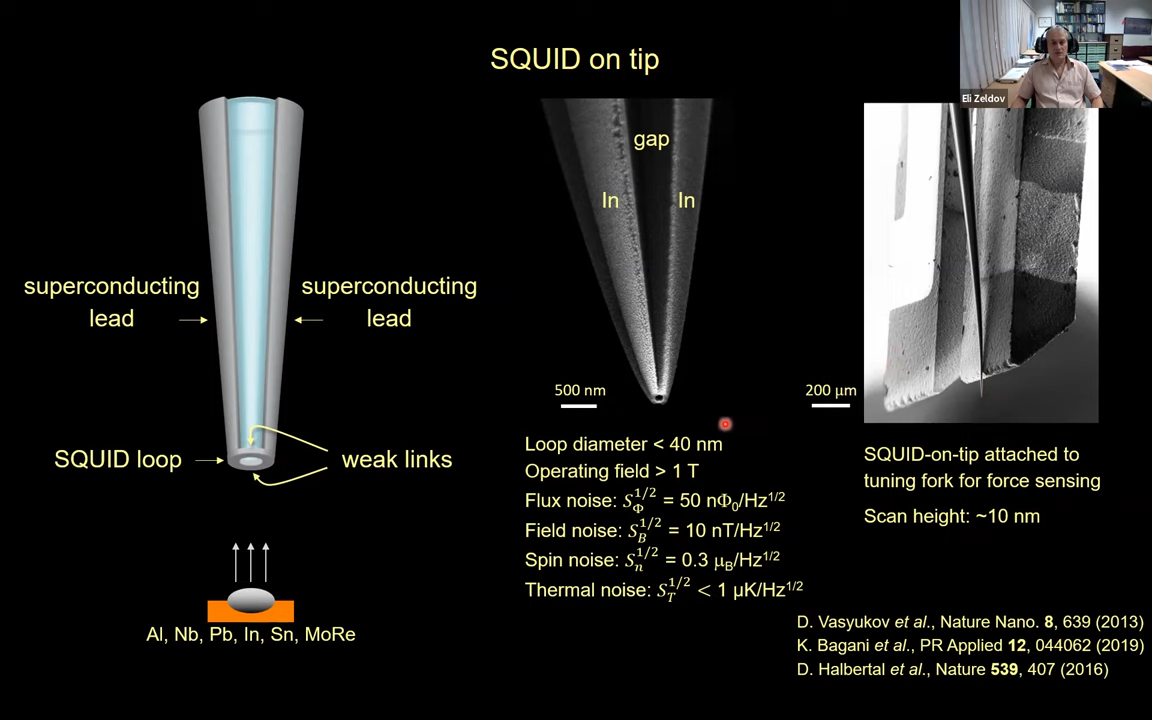 SQUID on tip
Eli Zeldov
gap
In
In
superconducting
lead
superconducting
lead
SQUID loop
weak links
Al, Nb, Pb, In, Sn, MoRe
500 nm
200 μm
Loop diameter < 40 nm
Operating field > 1 T
Flux noise: S_Φ^1/2 = 50 nΦ0/Hz^1/2
Field noise: S_B^1/2 = 10 nT/Hz^1/2
Spin noise: S_n^1/2 = 0.3 μB/Hz^1/2
Thermal noise: S_T^1/2 < 1 μK/Hz^1/2
SQUID-on-tip attached to
tuning fork for force sensing
Scan height: ~10 nm
D. Vasyukov et al., Nature Nano. 8, 639 (2013)
K. Bagani et al., PR Applied 12, 044062 (2019)
D. Halbertal et al., Nature 539, 407 (2016)